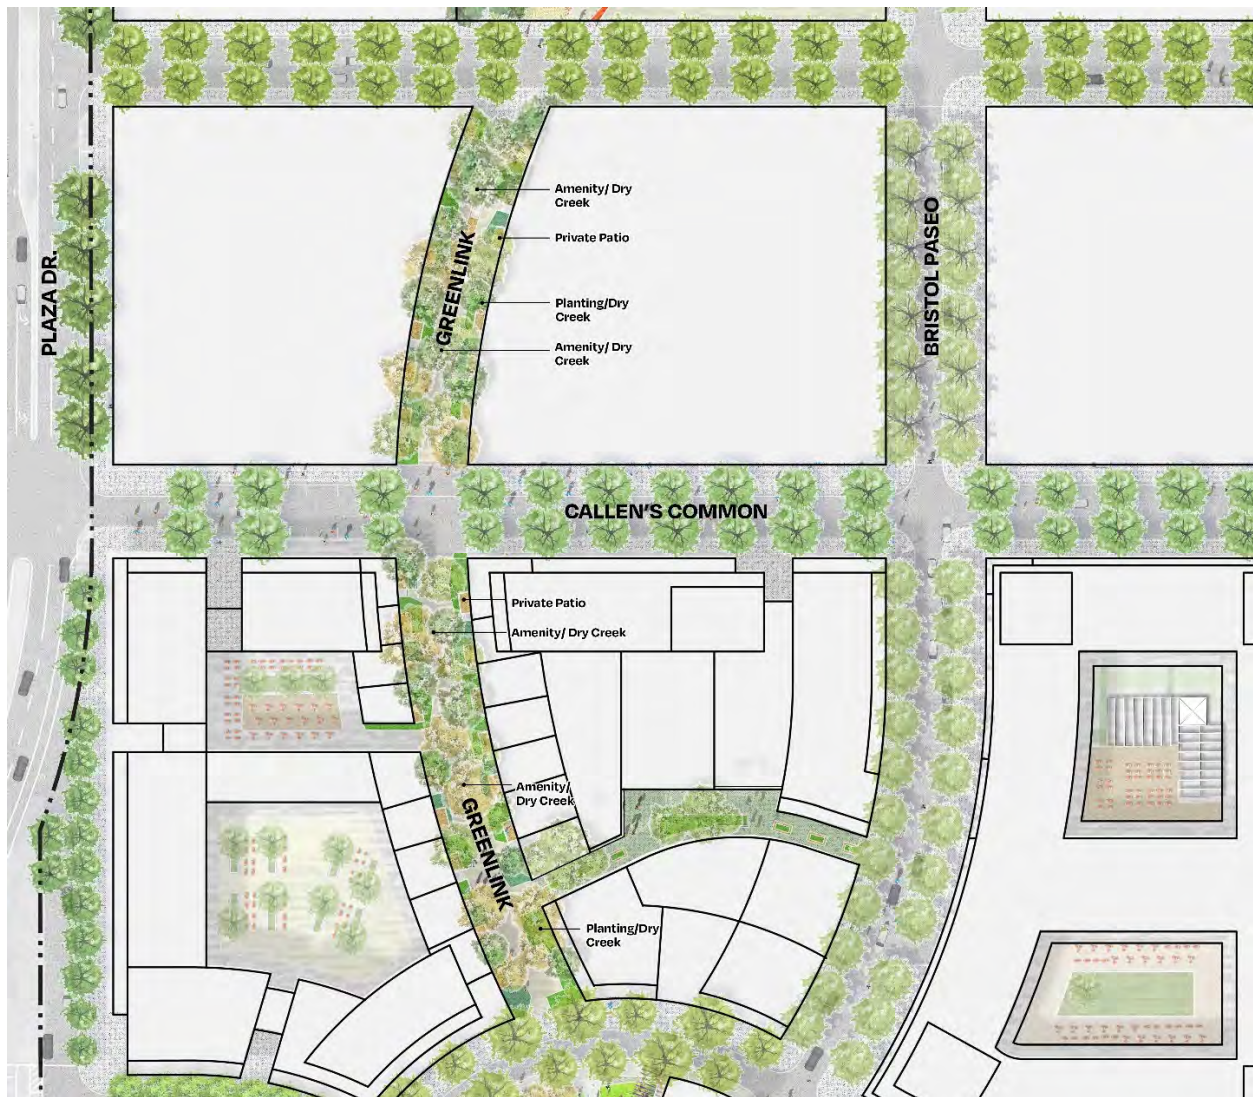 Amenity/ Dry
Creek
Private Patio
GREENLINK
PLAZA DR.
BRISTOL PASEO
Planting/Dry
Creek
Amenity/ Dry
Creek
CALLEN'S COMMON
Private Patio
Amenity/ Dry Creek
Amenity/
Dry Creek
GREENLINK
Planting/Dry
Creek